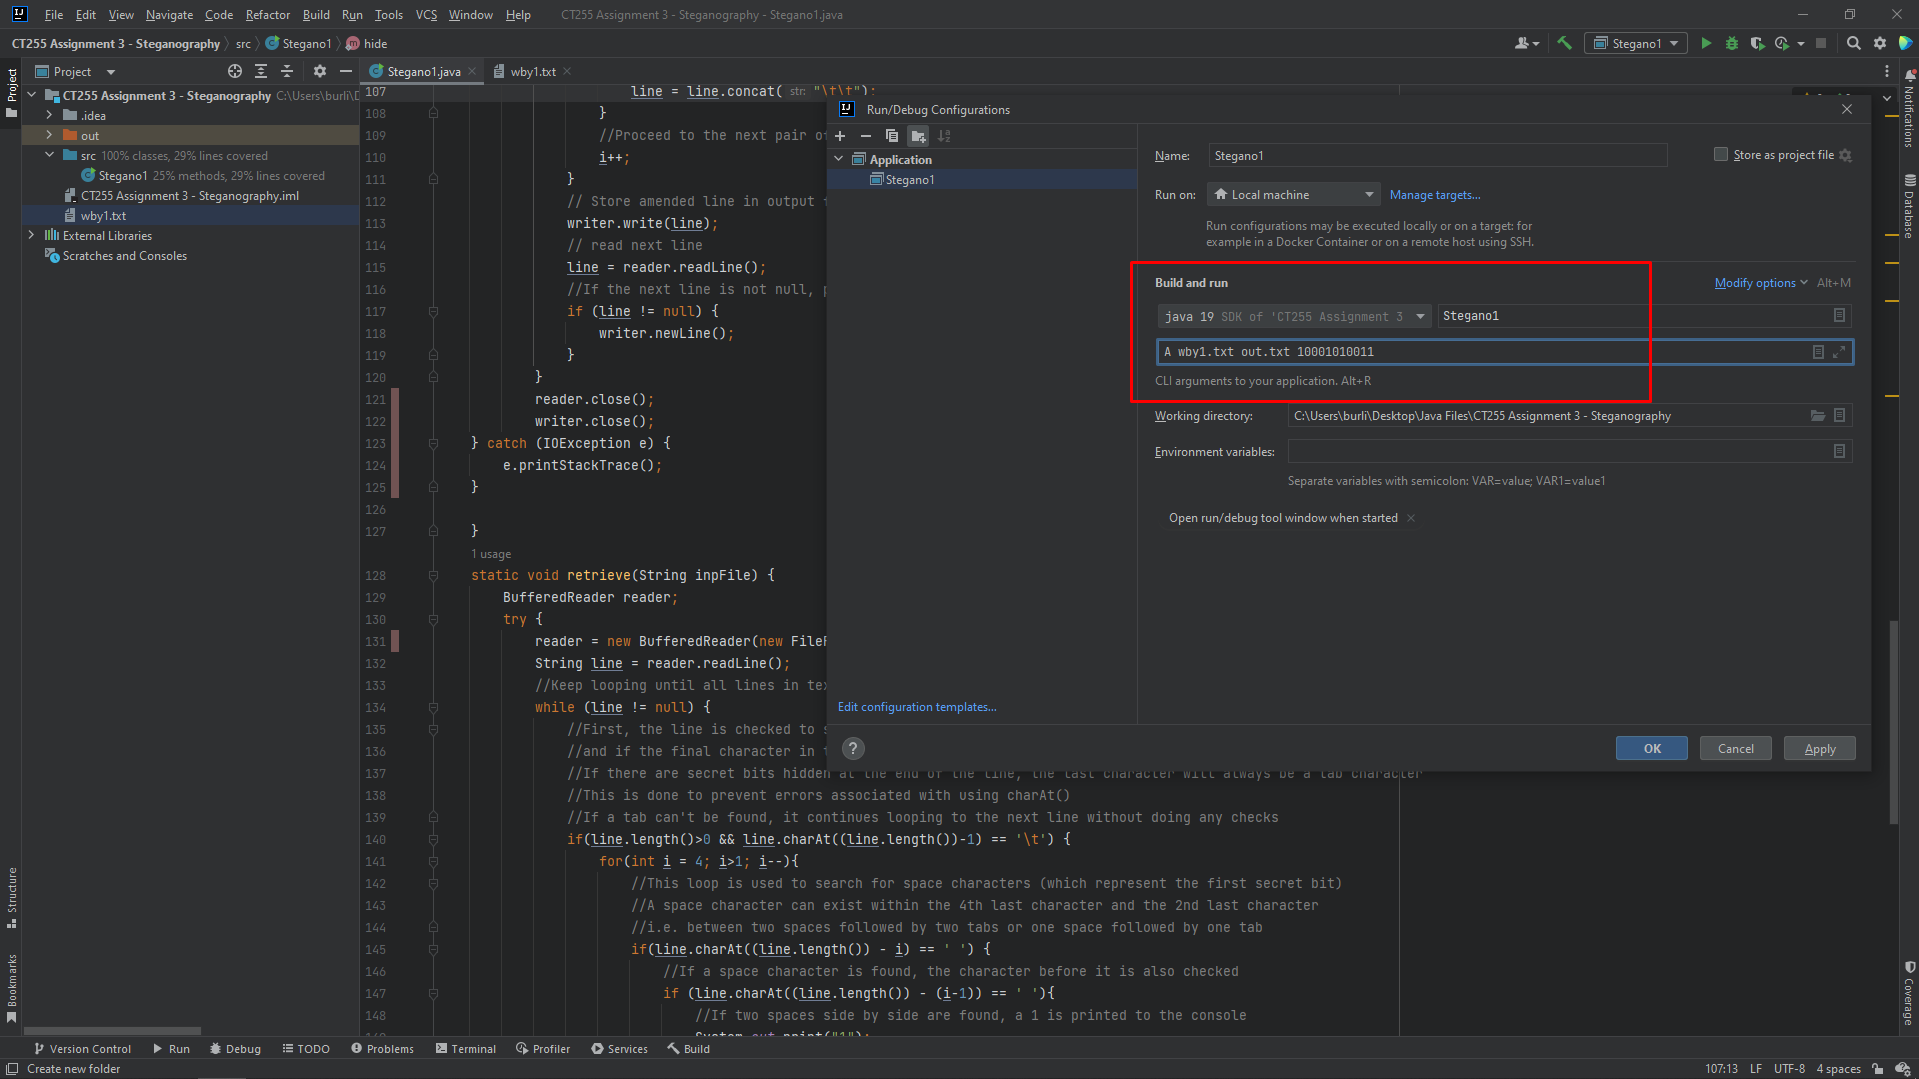 File Edit View Navigate Code Refactor Build Run Tools VCS Window Help CT255 Assignment 3 - Steganography - Stegano1.java
CT255 Assignment 3 - Steganography src Stegano1 hide
Stegano1
Project
Stegano1.java
wby1.txt
CT255 Assignment 3 - Steganography C:\Users\burli\D
.idea
out
src 100% classes, 29% lines covered
Stegano1 25% methods, 29% lines covered
CT255 Assignment 3 - Steganography.iml
wby1.txt
External Libraries
Scratches and Consoles
Project
Structure
Bookmarks
107 line = line.concat( str: "\t\t");
108 }
109 //Proceed to the next pair of
110 i++;
111 }
112 // Store amended line in output
113 writer.write(line);
114 // read next line
115 line = reader.readLine();
116 //If the next line is not null, p
117 if (line != null) {
118 writer.newLine();
119 }
120 }
121 reader.close();
122 writer.close();
123 } catch (IOException e) {
124 e.printStackTrace();
125 }
126
127 }
1 usage
128 static void retrieve(String inpFile) {
129 BufferedReader reader;
130 try {
131 reader = new BufferedReader(new FileR
132 String line = reader.readLine();
133 //Keep looping until all lines in tex
134 while (line != null) {
135 //First, the line is checked to s
136 //and if the final character in t
137 //If there are secret bits hidden at the end of the line, the last character will always be a tab character
138 //This is done to prevent errors associated with using charAt()
139 //If a tab can't be found, it continues looping to the next line without doing any checks
140 if(line.length()>0 && line.charAt((line.length())-1) == '\t') {
141 for(int i = 4; i>1; i--){
142 //This loop is used to search for space characters (which represent the first secret bit)
143 //A space character can exist within the 4th last character and the 2nd last character
144 //i.e. between two spaces followed by two tabs or one space followed by one tab
145 if(line.charAt((line.length()) - i) == ' ') {
146 //If a space character is found, the character before it is also checked
147 if (line.charAt((line.length()) - (i-1)) == ' '){
148 //If two spaces side by side are found, a 1 is printed to the console
System.out.print("1");
Run/Debug Configurations
Application
Stegano1
Edit configuration templates...
Name: Stegano1 Store as project file
Run on: Local machine Manage targets...
Run configurations may be executed locally or on a target: for
example in a Docker Container or on a remote host using SSH.
Build and run Modify options Alt+M
java 19 SDK of 'CT255 Assignment 3 Stegano1
A wby1.txt out.txt 10001010011
CLI arguments to your application. Alt+R
Working directory: C:\Users\burli\Desktop\Java Files\CT255 Assignment 3 - Steganography
Environment variables:
Separate variables with semicolon: VAR=value; VAR1=value1
Open run/debug tool window when started
? OK Cancel Apply
Notifications
Database
Coverage
Version Control Run Debug TODO Problems Terminal Profiler Services Build
Create new folder 107:13 LF UTF-8 4 spaces